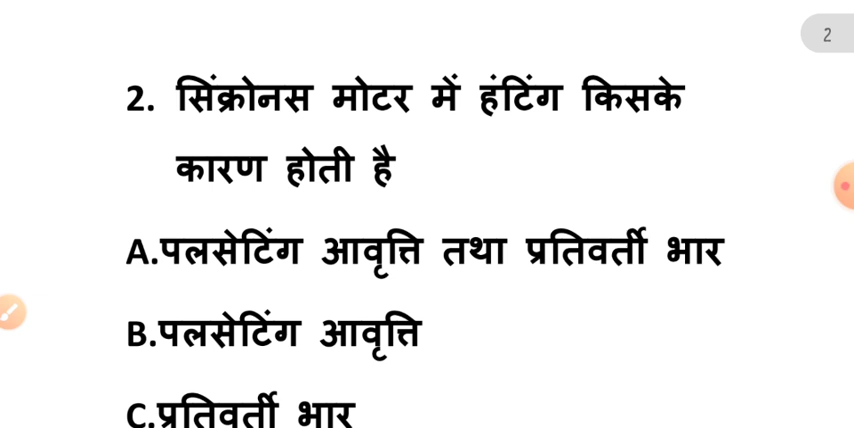 2
2. सिंक्रोनस मोटर में हंटिंग किसके
कारण होती है
A.पलसेटिंग आवृत्ति तथा प्रतिवर्ती भार
B.पलसेटिंग आवृत्ति
C.प्रतिवर्ती भार